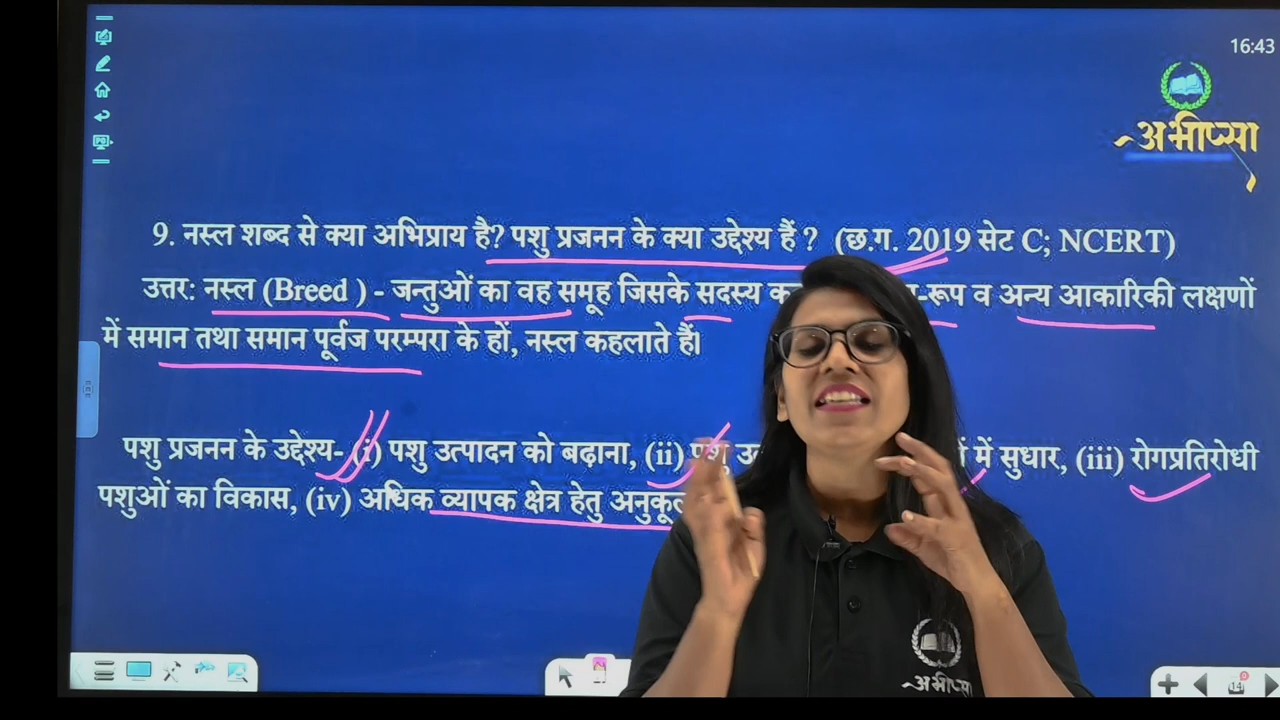 16:43
अभीप्सा
9. नस्ल शब्द से क्या अभिप्राय है? पशु प्रजनन के क्या उद्देश्य हैं ? (छ.ग. 2019 सेट C; NCERT)
उत्तर: नस्ल (Breed ) - जन्तुओं का वह समूह जिसके सदस्य -रूप व अन्य आकारिकी लक्षणों
में समान तथा समान पूर्वज परम्परा के हों, नस्ल कहलाते हैं।
पशु प्रजनन के उद्देश्य- (i) पशु उत्पादन को बढ़ाना, (ii) पशु में सुधार, (iii) रोगप्रतिरोधी
पशुओं का विकास, (iv) अधिक व्यापक क्षेत्र हेतु
अभीप्सा
14